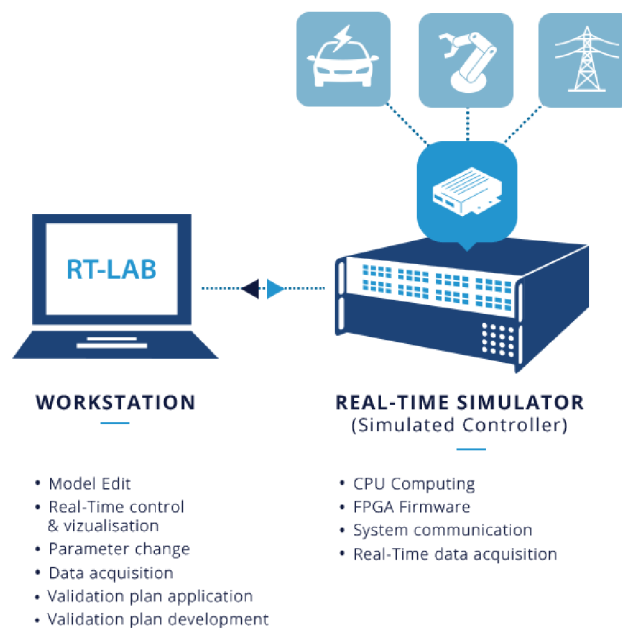 RT-LAB
WORKSTATION
• Model Edit
• Real-Time control
& vizualisation
• Parameter change
• Data acquisition
• Validation plan application
• Validation plan development
REAL-TIME SIMULATOR
(Simulated Controller)
• CPU Computing
• FPGA Firmware
• System communication
• Real-Time data acquisition